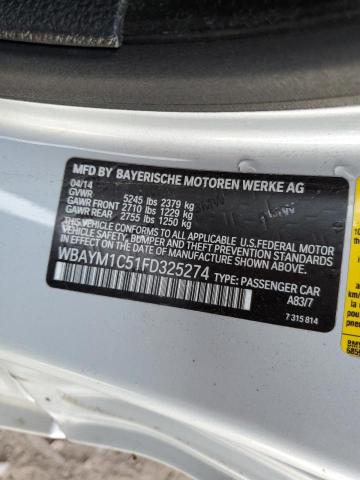 MFD BY BAYERISCHE MOTOREN WERKE AG
04/14
GVWR 5245 lbs 2379 kg
GAWR FRONT 2710 lbs 1229 kg
GAWR REAR 2755 lbs 1250 kg
THIS VEHICLE CONFORMS TO ALL APPLICABLE U.S. FEDERAL MOTOR
VEHICLE SAFETY, BUMPER AND THEFT PREVENTION STANDARDS
IN EFFECT ON THE DATE OF MANUFACTURE SHOWN ABOVE.
WBAYM1C51FD325274 TYPE: PASSENGER CAR
A83/7
7 315 814